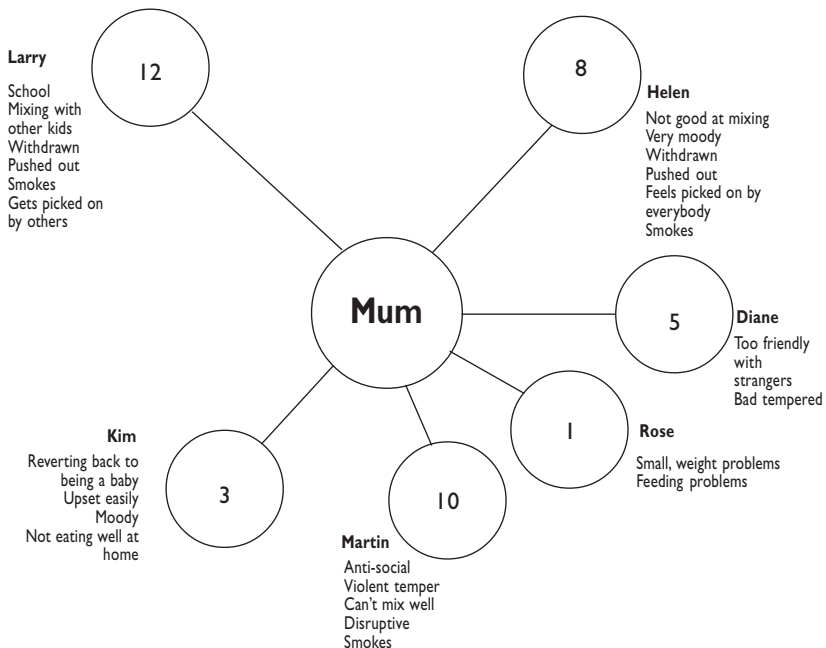 Larry
12
School
Mixing with
other kids
Withdrawn
Pushed out
Smokes
Gets picked on
by others
8
Helen
Not good at mixing
Very moody
Withdrawn
Pushed out
Feels picked on by
everybody
Smokes
Mum
5
Diane
Too friendly
with
strangers
Bad tempered
1
Rose
Small, weight problems
Feeding problems
Kim
3
Reverting back to
being a baby
Upset easily
Moody
Not eating well at
home
10
Martin
Anti-social
Violent temper
Can't mix well
Disruptive
Smokes